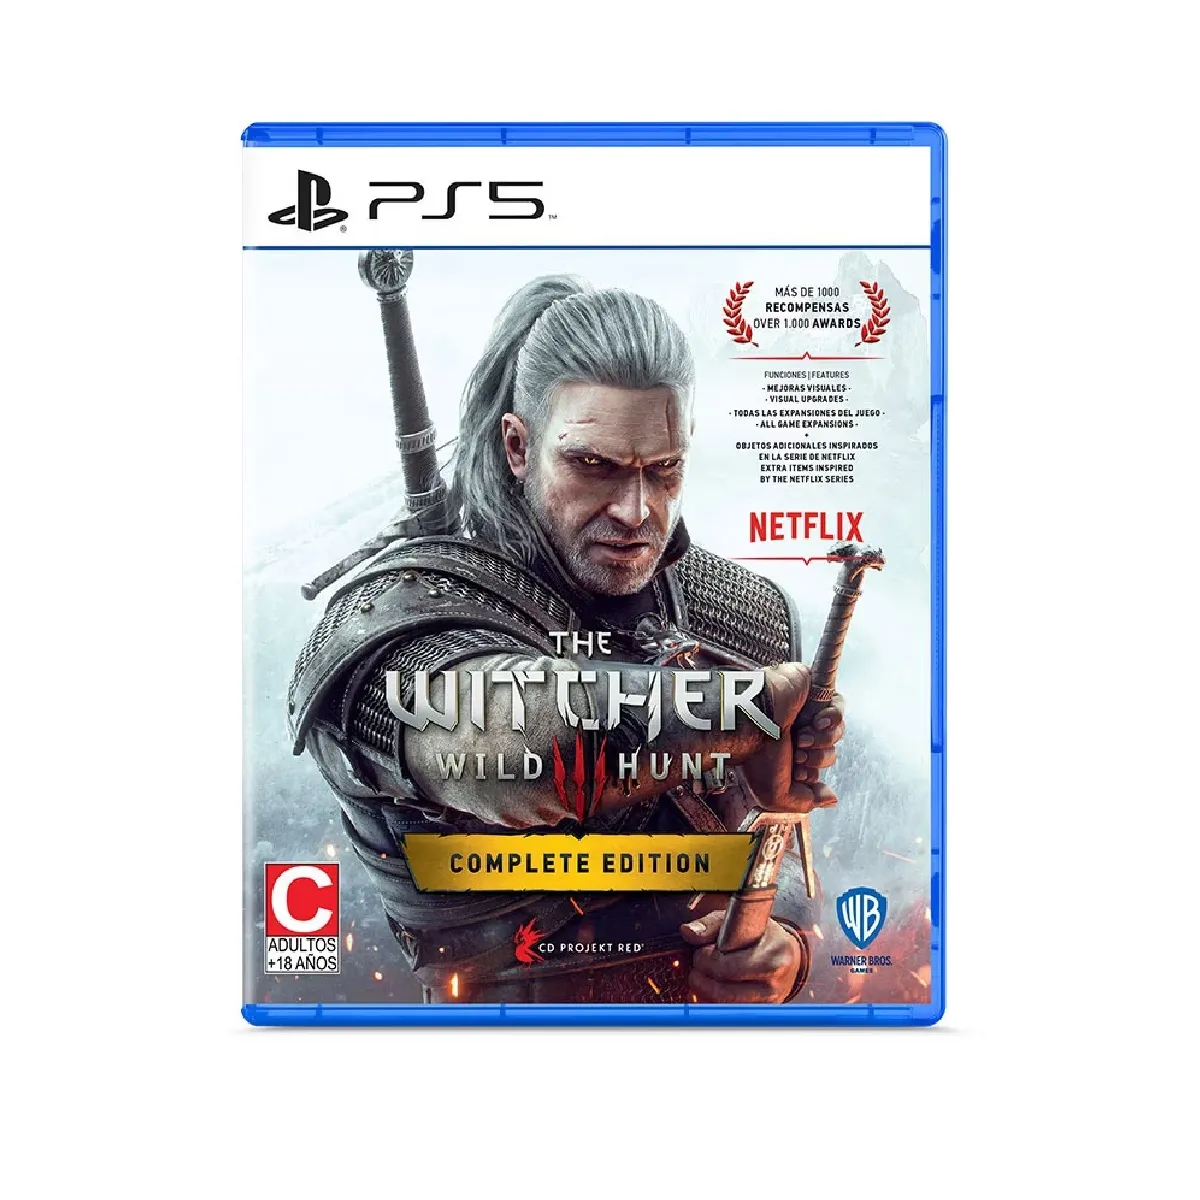 PS5
MÁS DE 1000
RECOMPENSAS
OVER 1.000 AWARDS
FUNCIONES | FEATURES
- MEJORAS VISUALES -
- VISUAL UPGRADES -
- TODAS LAS EXPANSIONES DEL JUEGO -
- ALL GAME EXPANSIONS -
+
OBJETOS ADICIONALES INSPIRADOS
EN LA SERIE DE NETFLIX
EXTRA ITEMS INSPIRED
BY THE NETFLIX SERIES
NETFLIX
THE
WITCHER
WILD III HUNT
COMPLETE EDITION
C
ADULTOS
+18 AÑOS
CD PROJEKT RED
WB
WARNER BROS.
GAMES